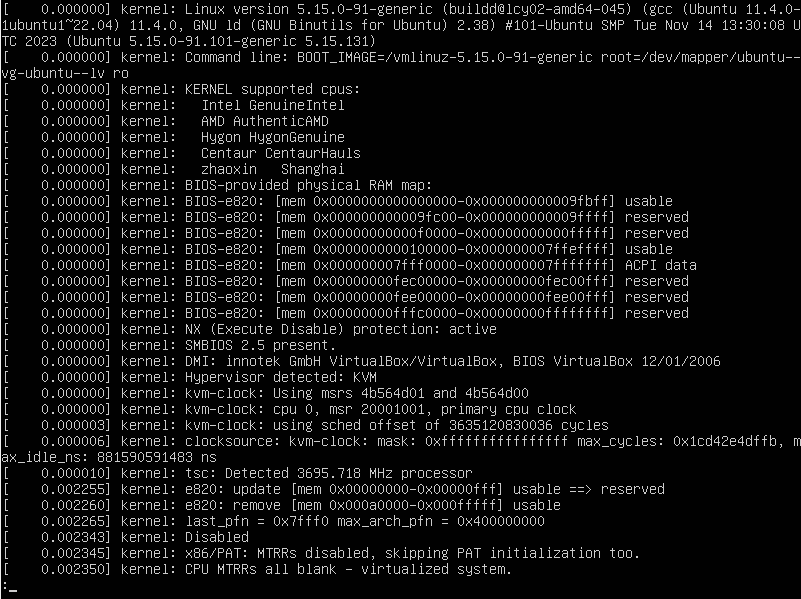 [    0.000000] kernel: Linux version 5.15.0-91-generic (buildd@lcy02-amd64-045) (gcc (Ubuntu 11.4.0-
1ubuntu1~22.04) 11.4.0, GNU ld (GNU Binutils for Ubuntu) 2.38) #101-Ubuntu SMP Tue Nov 14 13:30:08 U
TC 2023 (Ubuntu 5.15.0-91.101-generic 5.15.131)
[    0.000000] kernel: Command line: BOOT_IMAGE=/vmlinuz-5.15.0-91-generic root=/dev/mapper/ubuntu--
vg-ubuntu--lv ro
[    0.000000] kernel: KERNEL supported cpus:
[    0.000000] kernel:   Intel GenuineIntel
[    0.000000] kernel:   AMD AuthenticAMD
[    0.000000] kernel:   Hygon HygonGenuine
[    0.000000] kernel:   Centaur CentaurHauls
[    0.000000] kernel:   zhaoxin   Shanghai
[    0.000000] kernel: BIOS-provided physical RAM map:
[    0.000000] kernel: BIOS-e820: [mem 0x0000000000000000-0x000000000009fbff] usable
[    0.000000] kernel: BIOS-e820: [mem 0x000000000009fc00-0x000000000009ffff] reserved
[    0.000000] kernel: BIOS-e820: [mem 0x00000000000f0000-0x00000000000fffff] reserved
[    0.000000] kernel: BIOS-e820: [mem 0x0000000000100000-0x000000007ffeffff] usable
[    0.000000] kernel: BIOS-e820: [mem 0x000000007fff0000-0x000000007fffffff] ACPI data
[    0.000000] kernel: BIOS-e820: [mem 0x00000000fec00000-0x00000000fec00fff] reserved
[    0.000000] kernel: BIOS-e820: [mem 0x00000000fee00000-0x00000000fee00fff] reserved
[    0.000000] kernel: BIOS-e820: [mem 0x00000000fffc0000-0x00000000ffffffff] reserved
[    0.000000] kernel: NX (Execute Disable) protection: active
[    0.000000] kernel: SMBIOS 2.5 present.
[    0.000000] kernel: DMI: innotek GmbH VirtualBox/VirtualBox, BIOS VirtualBox 12/01/2006
[    0.000000] kernel: Hypervisor detected: KVM
[    0.000000] kernel: kvm-clock: Using msrs 4b564d01 and 4b564d00
[    0.000000] kernel: kvm-clock: cpu 0, msr 20001001, primary cpu clock
[    0.000003] kernel: kvm-clock: using sched offset of 3635120830036 cycles
[    0.000006] kernel: clocksource: kvm-clock: mask: 0xffffffffffffffff max_cycles: 0x1cd42e4dffb, m
ax_idle_ns: 881590591483 ns
[    0.000010] kernel: tsc: Detected 3695.718 MHz processor
[    0.002255] kernel: e820: update [mem 0x00000000-0x00000fff] usable ==> reserved
[    0.002260] kernel: e820: remove [mem 0x000a0000-0x000fffff] usable
[    0.002265] kernel: last_pfn = 0x7fff0 max_arch_pfn = 0x400000000
[    0.002343] kernel: Disabled
[    0.002345] kernel: x86/PAT: MTRRs disabled, skipping PAT initialization too.
[    0.002350] kernel: CPU MTRRs all blank - virtualized system.
:_